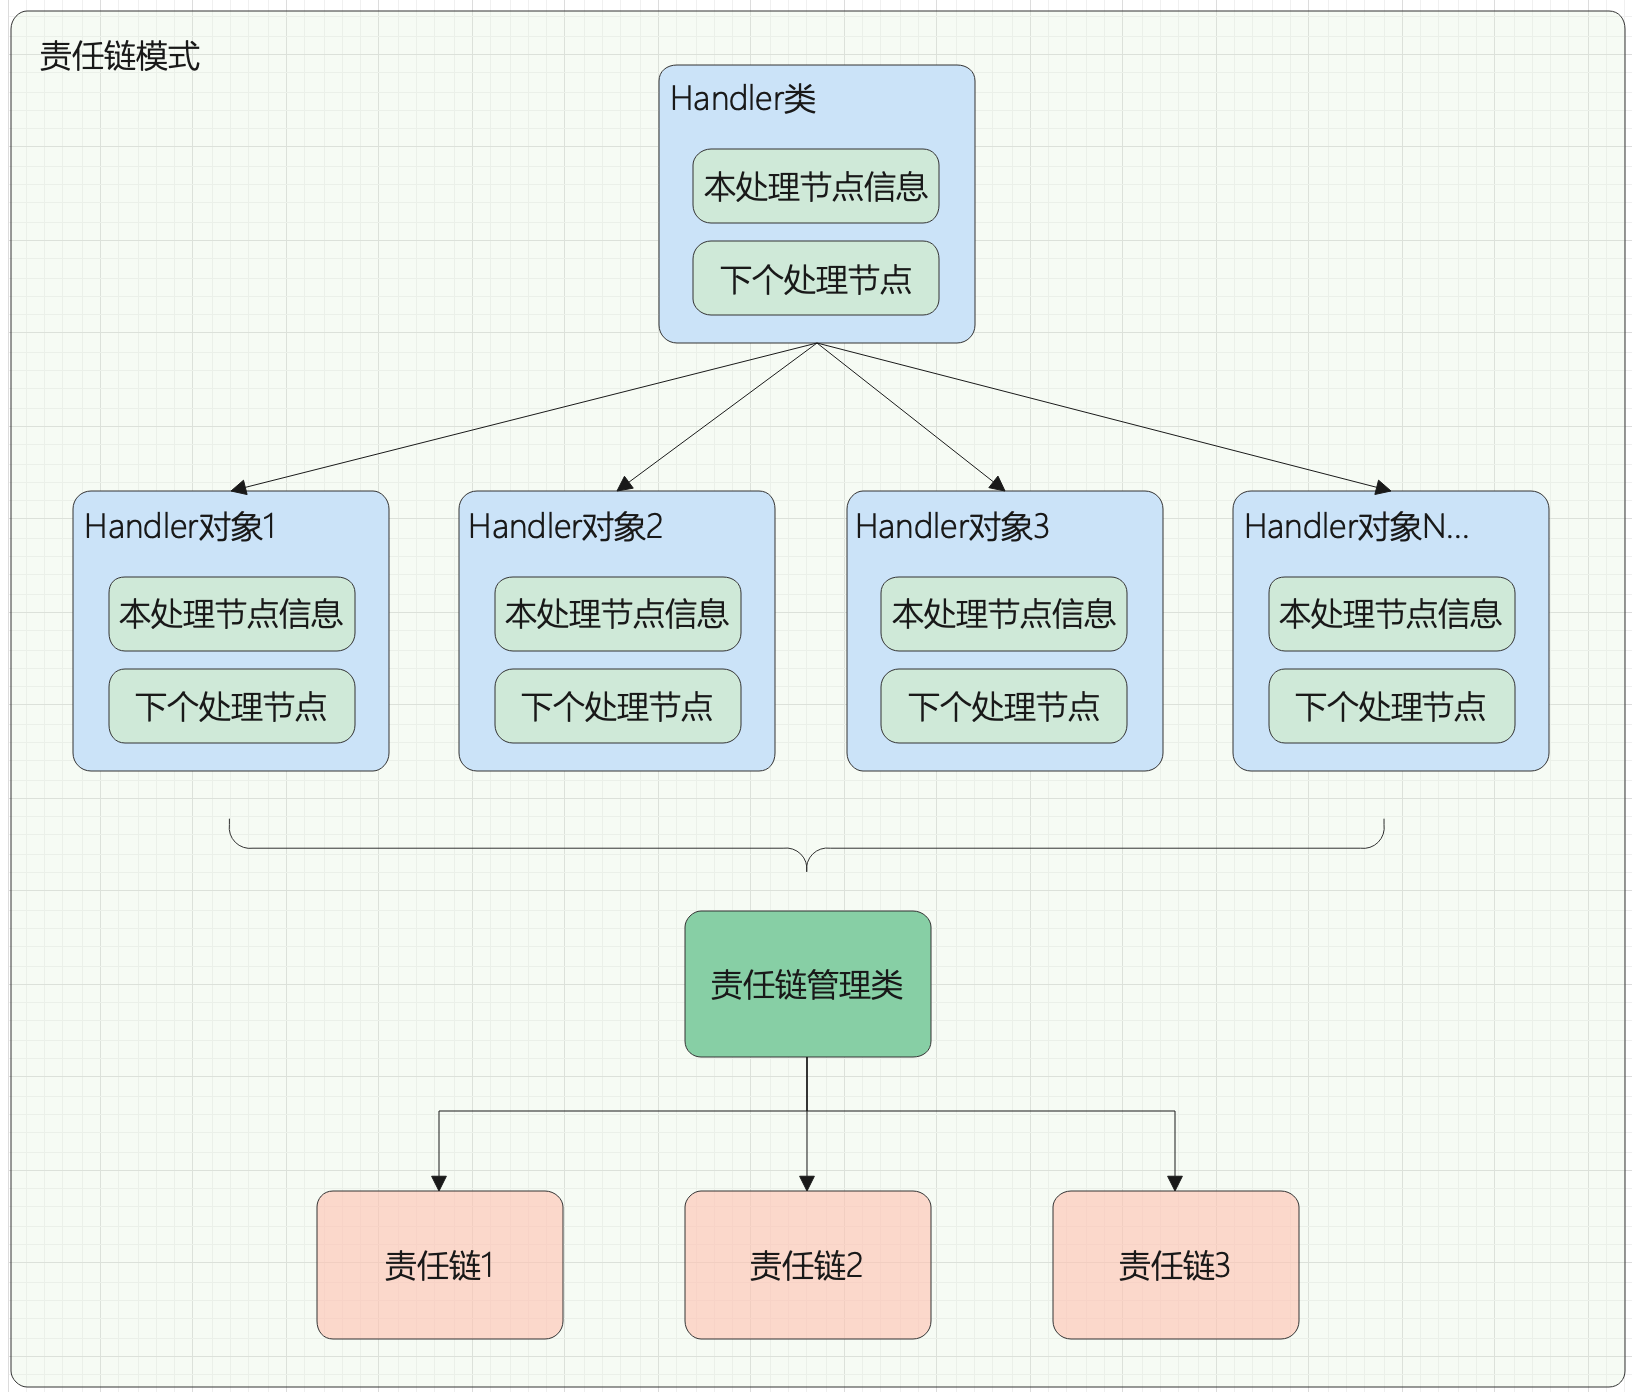 责任链模式
Handler类
本处理节点信息
下个处理节点
Handler对象1
本处理节点信息
下个处理节点
Handler对象2
本处理节点信息
下个处理节点
Handler对象3
本处理节点信息
下个处理节点
Handler对象N...
本处理节点信息
下个处理节点
责任链管理类
责任链1
责任链2
责任链3